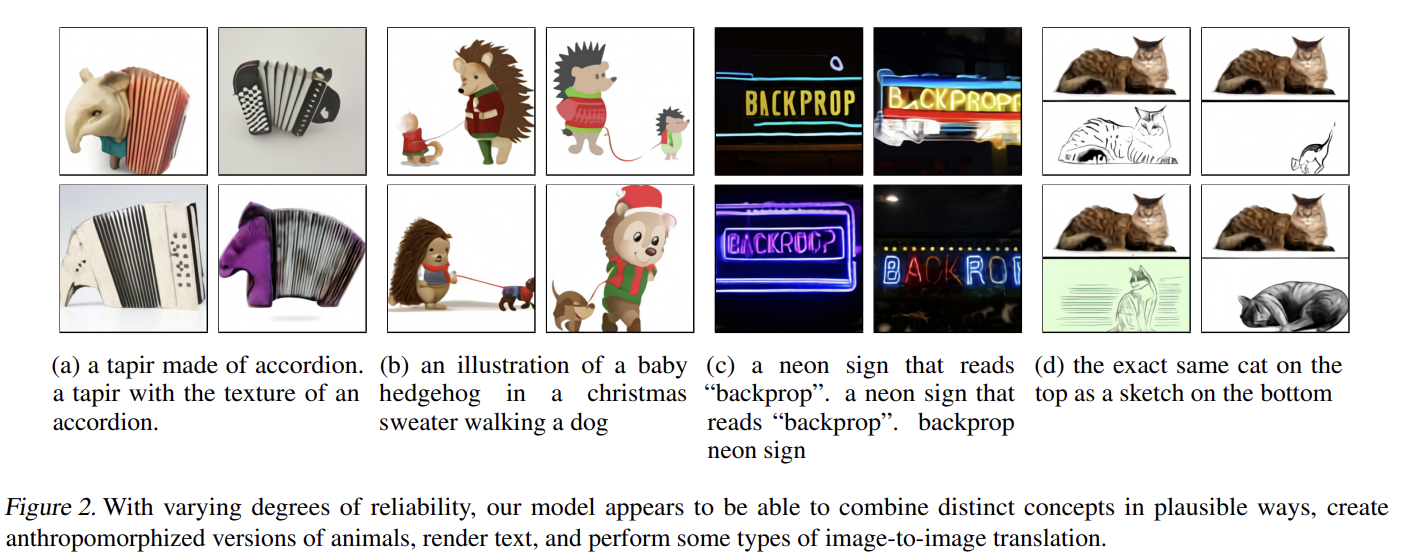 BACKPROP
BACKPROPF
BACKROC?
BACKROF
(a) a tapir made of accordion.
a tapir with the texture of an
accordion.
(b) an illustration of a baby
hedgehog in a christmas
sweater walking a dog
(c) a neon sign that reads
“backprop”. a neon sign that
reads “backprop”. backprop
neon sign
(d) the exact same cat on the
top as a sketch on the bottom
Figure 2. With varying degrees of reliability, our model appears to be able to combine distinct concepts in plausible ways, create
anthropomorphized versions of animals, render text, and perform some types of image-to-image translation.